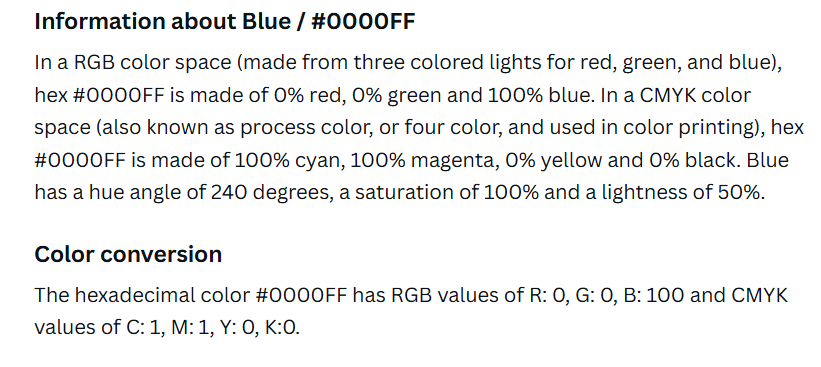 Information about Blue / #0000FF
In a RGB color space (made from three colored lights for red, green, and blue),
hex #0000FF is made of 0% red, 0% green and 100% blue. In a CMYK color
space (also known as process color, or four color, and used in color printing), hex
#0000FF is made of 100% cyan, 100% magenta, 0% yellow and 0% black. Blue
has a hue angle of 240 degrees, a saturation of 100% and a lightness of 50%.
Color conversion
The hexadecimal color #0000FF has RGB values of R: 0, G: 0, B: 100 and CMYK
values of C: 1, M: 1, Y: 0, K:0.